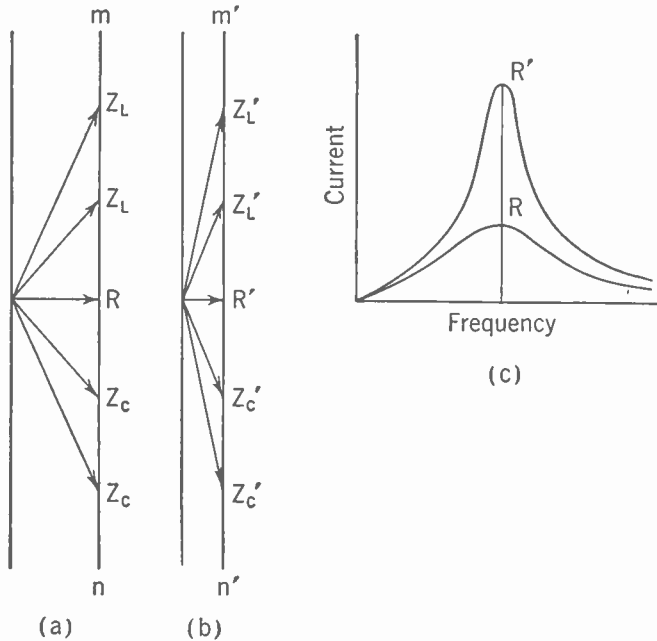 m
Z_L
Z_L
R
Z_C
Z_C
n
(a)
m′
Z_L′
Z_L′
R′
Z_C′
Z_C′
n′
(b)
R′
R
Current
Frequency
(c)